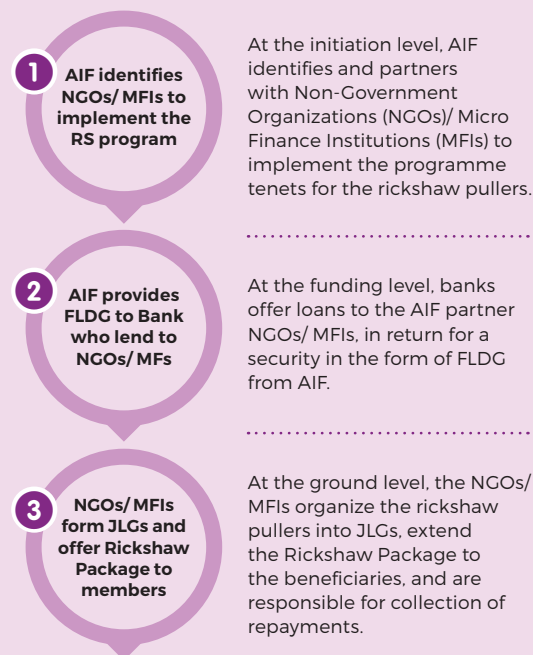 1
AIF identifies
NGOs/ MFIs to
implement the
RS program
At the initiation level, AIF
identifies and partners
with Non-Government
Organizations (NGOs)/ Micro
Finance Institutions (MFIs) to
implement the programme
tenets for the rickshaw pullers.
2
AIF provides
FLDG to Bank
who lend to
NGOs/ MFs
At the funding level, banks
offer loans to the AIF partner
NGOs/ MFIs, in return for a
security in the form of FLDG
from AIF.
3
NGOs/ MFIs
form JLGs and
offer Rickshaw
Package to
members
At the ground level, the NGOs/
MFIs organize the rickshaw
pullers into JLGs, extend
the Rickshaw Package to
the beneficiaries, and are
responsible for collection of
repayments.